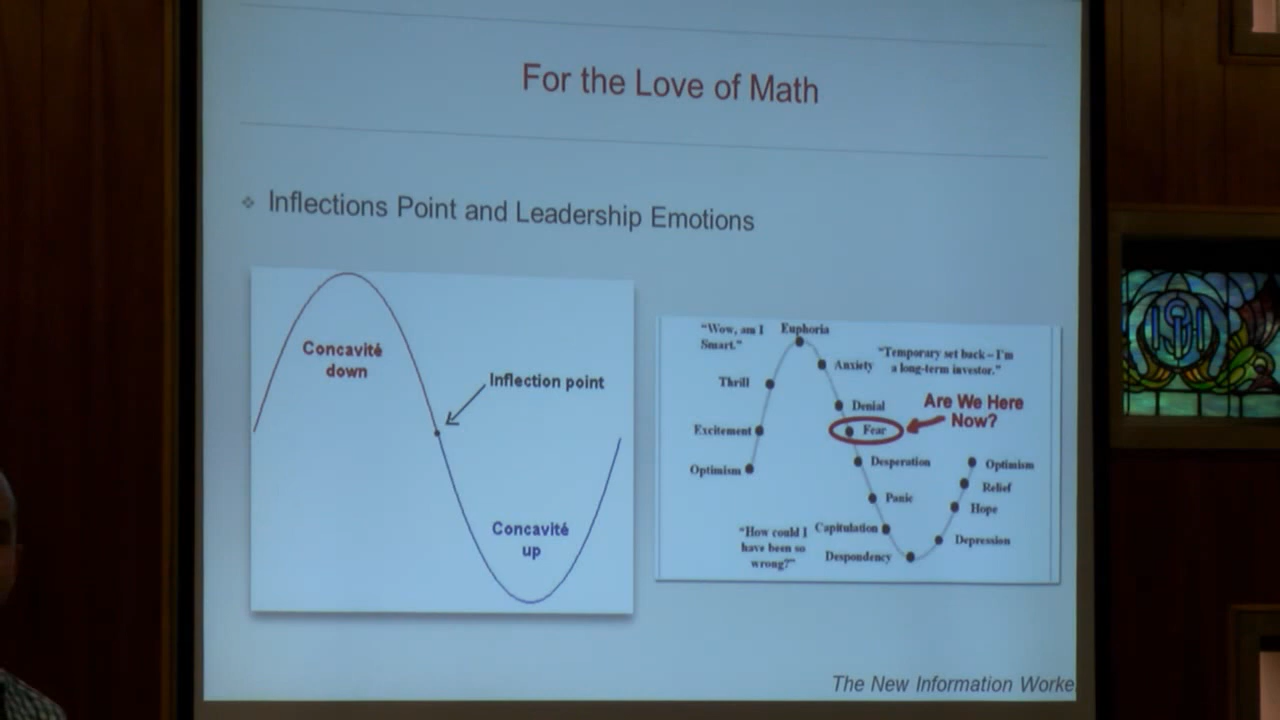 For the Love of Math
Inflections Point and Leadership Emotions
Concavité
down
Inflection point
Concavité
up
"Wow, am I
Smart."
Euphoria
Thrill
Anxiety
"Temporary set back – I'm
a long-term investor."
Excitement
Denial
Are We Here
Now?
Fear
Optimism
Desperation
Optimism
Panic
Relief
Hope
"How could I
have been so
wrong?"
Capitulation
Depression
Despondency
The New Information Worke